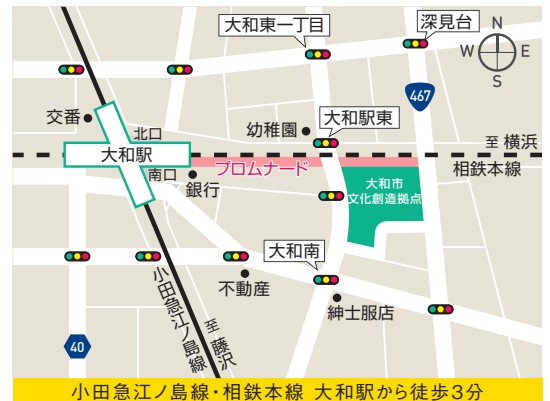 大和東一丁目
深見台
N
W E
S
467
交番
北口
幼稚園
大和駅東
至 横浜
大和駅
相鉄本線
南口
プロムナード
銀行
大和市
文化創造拠点
大和南
不動産
紳士服店
小田急江ノ島線
至 藤沢
40
小田急江ノ島線・相鉄本線 大和駅から徒歩3分